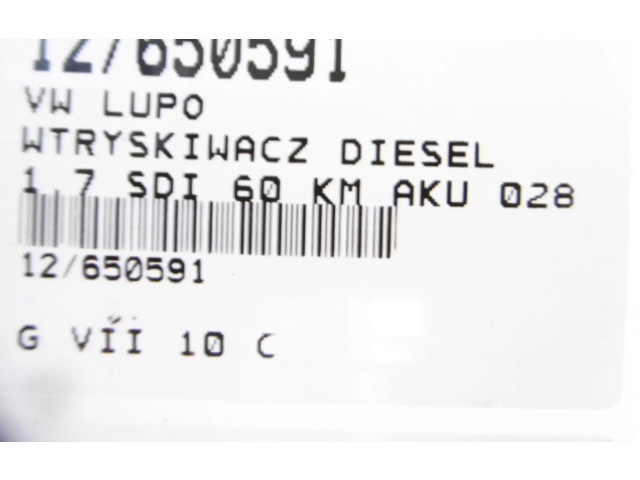 12/650591
VW LUPO
WTRYSKIWACZ DIESEL
1.7 SDI 60 KM AKU 028
12/650591
G VII 10 C